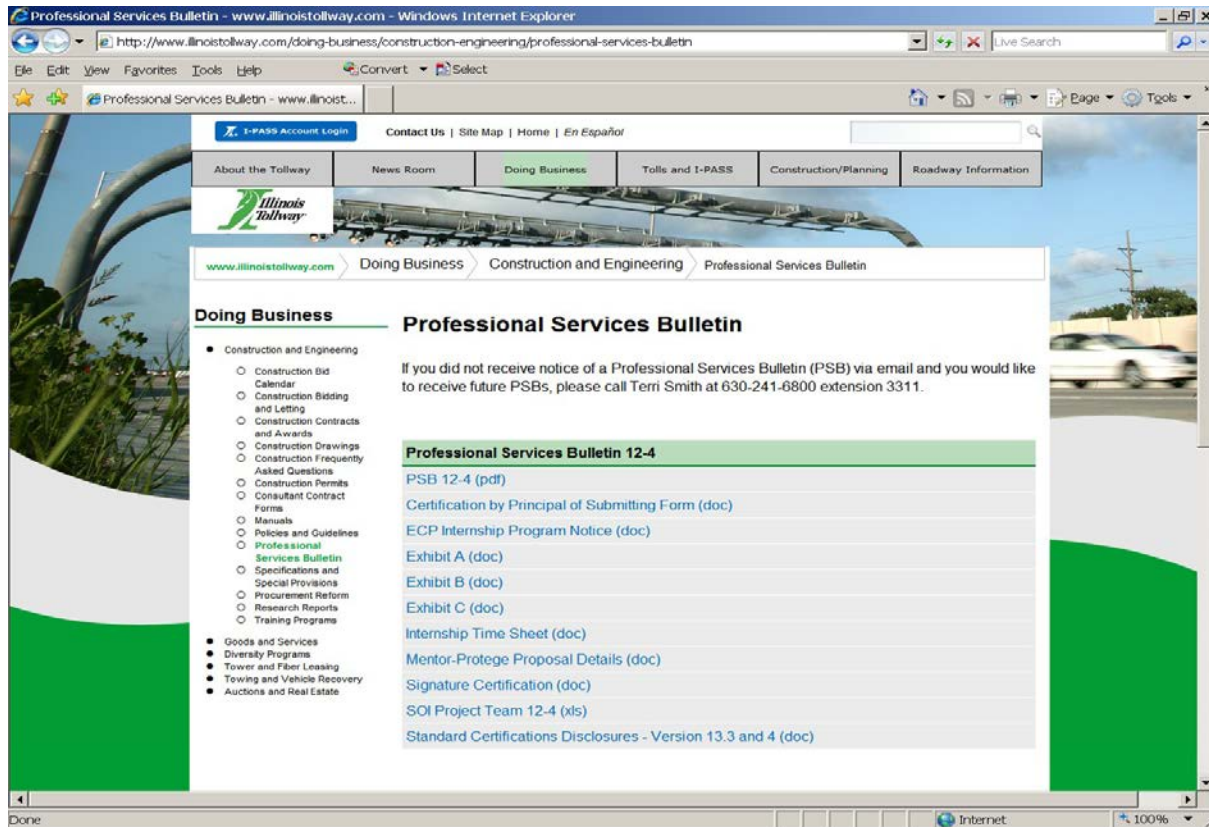 Professional Services Bulletin - www.illinoistollway.com - Windows Internet Explorer
http://www.illinoistollway.com/doing-business/construction-engineering/professional-services-bulletin
Live Search
File Edit View Favorites Tools Help
Convert Select
Professional Services Bulletin - www.illinoist...
Page Tools
I-PASS Account Login
Contact Us | Site Map | Home | En Español
About the Tollway
News Room
Doing Business
Tolls and I-PASS
Construction/Planning
Roadway Information
Illinois
Tollway
www.illinoistollway.com
Doing Business
Construction and Engineering
Professional Services Bulletin
Doing Business
Construction and Engineering
Construction Bid
Calendar
Construction Bidding
and Letting
Construction Contracts
and Awards
Construction Drawings
Construction Frequently
Asked Questions
Construction Permits
Consultant Contract
Forms
Manuals
Policies and Guidelines
Professional
Services Bulletin
Specifications and
Special Provisions
Procurement Reform
Research Reports
Training Programs
Goods and Services
Diversity Programs
Tower and Fiber Leasing
Towing and Vehicle Recovery
Auctions and Real Estate
Professional Services Bulletin
If you did not receive notice of a Professional Services Bulletin (PSB) via email and you would like
to receive future PSBs, please call Terri Smith at 630-241-6800 extension 3311.
Professional Services Bulletin 12-4
PSB 12-4 (pdf)
Certification by Principal of Submitting Form (doc)
ECP Internship Program Notice (doc)
Exhibit A (doc)
Exhibit B (doc)
Exhibit C (doc)
Internship Time Sheet (doc)
Mentor-Protege Proposal Details (doc)
Signature Certification (doc)
SOI Project Team 12-4 (xls)
Standard Certifications Disclosures - Version 13.3 and 4 (doc)
Done
Internet
100%